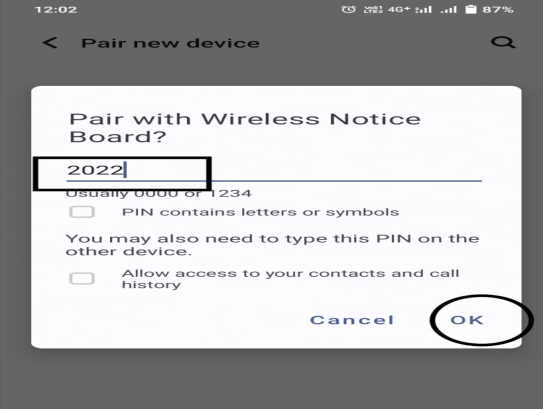 12:02
4G+ 87%
Pair new device
Pair with Wireless Notice
Board?
2022
Usually 0000 or 1234
PIN contains letters or symbols
You may also need to type this PIN on the
other device.
Allow access to your contacts and call
history
Cancel OK